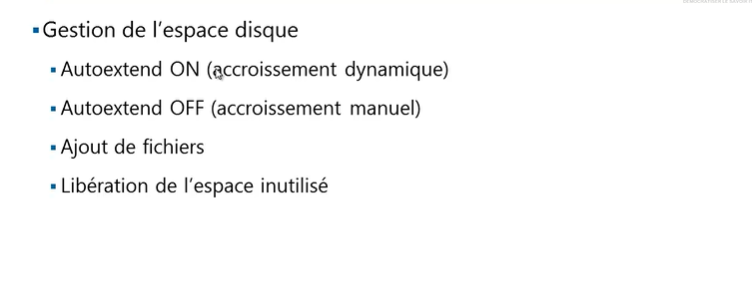 Gestion de l'espace disque
Autoextend ON (accroissement dynamique)
Autoextend OFF (accroissement manuel)
Ajout de fichiers
Libération de l'espace inutilisé